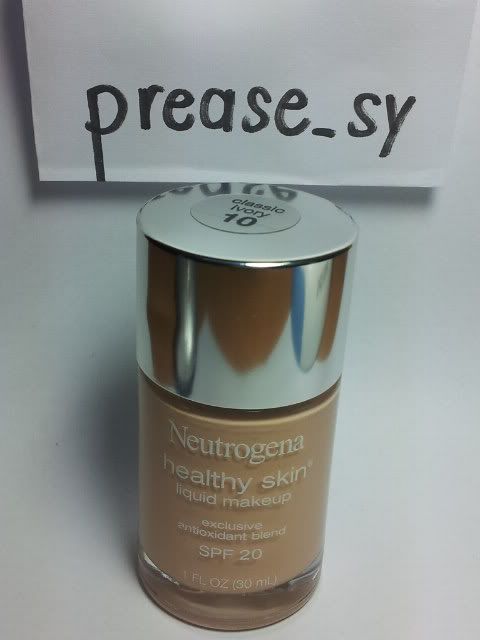 prease_sy
classic
ivory
10
Neutrogena
healthy skin®
liquid makeup
exclusive
antioxidant blend
SPF 20
1 FL OZ (30 mL)